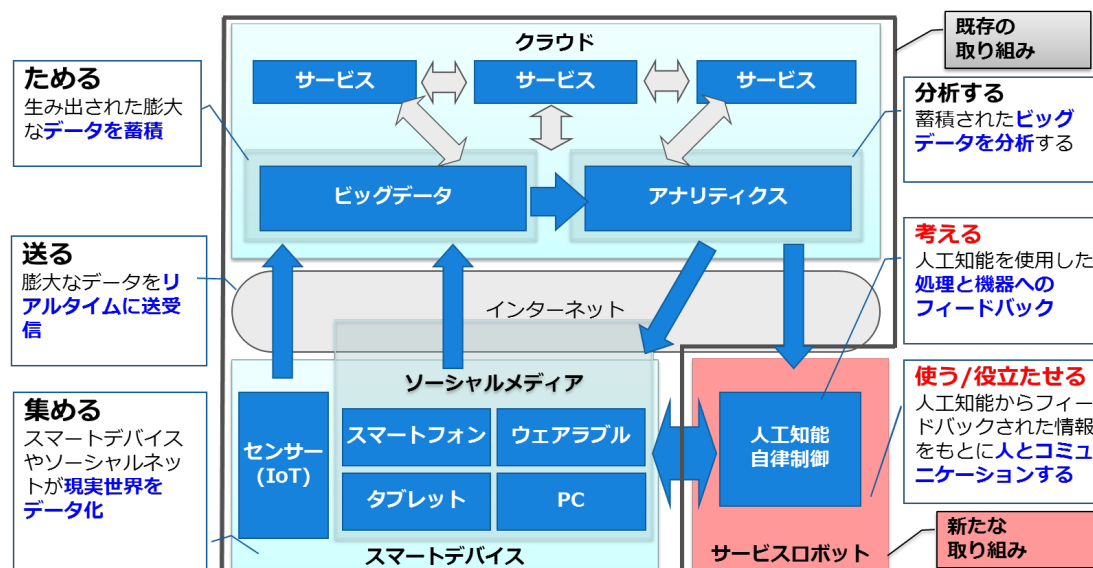 既存の
取り組み
クラウド
サービス
サービス
サービス
ためる
生み出された膨大
なデータを蓄積
分析する
蓄積されたビッグ
データを分析する
ビッグデータ
アナリティクス
送る
膨大なデータをリ
アルタイムに送受
信
考える
人工知能を使用した
処理と機器への
フィードバック
インターネット
集める
スマートデバイス
やソーシャルネッ
トが現実世界を
データ化
センサー
(IoT)
ソーシャルメディア
スマートフォン
ウェアラブル
タブレット
PC
スマートデバイス
人工知能
自律制御
サービスロボット
使う/役立たせる
人工知能からフィー
ドバックされた情報
をもとに人とコミュ
ニケーションする
新たな
取り組み